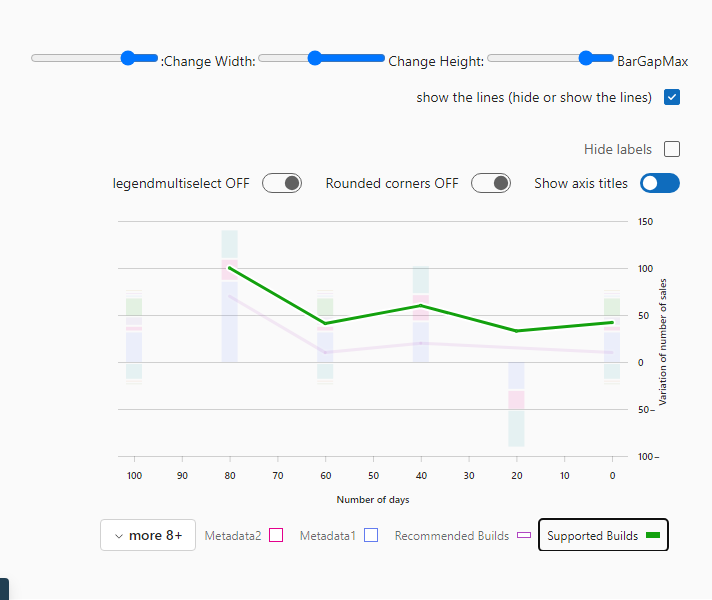 :Change Width: Change Height: BarGapMax
show the lines (hide or show the lines)
Hide labels
legendmultiselect OFF Rounded corners OFF Show axis titles
150
100
50
0
50–
100–
Variation of number of sales
100 90 80 70 60 50 40 30 20 10 0
Number of days
more 8+ Metadata2 Metadata1 Recommended Builds Supported Builds